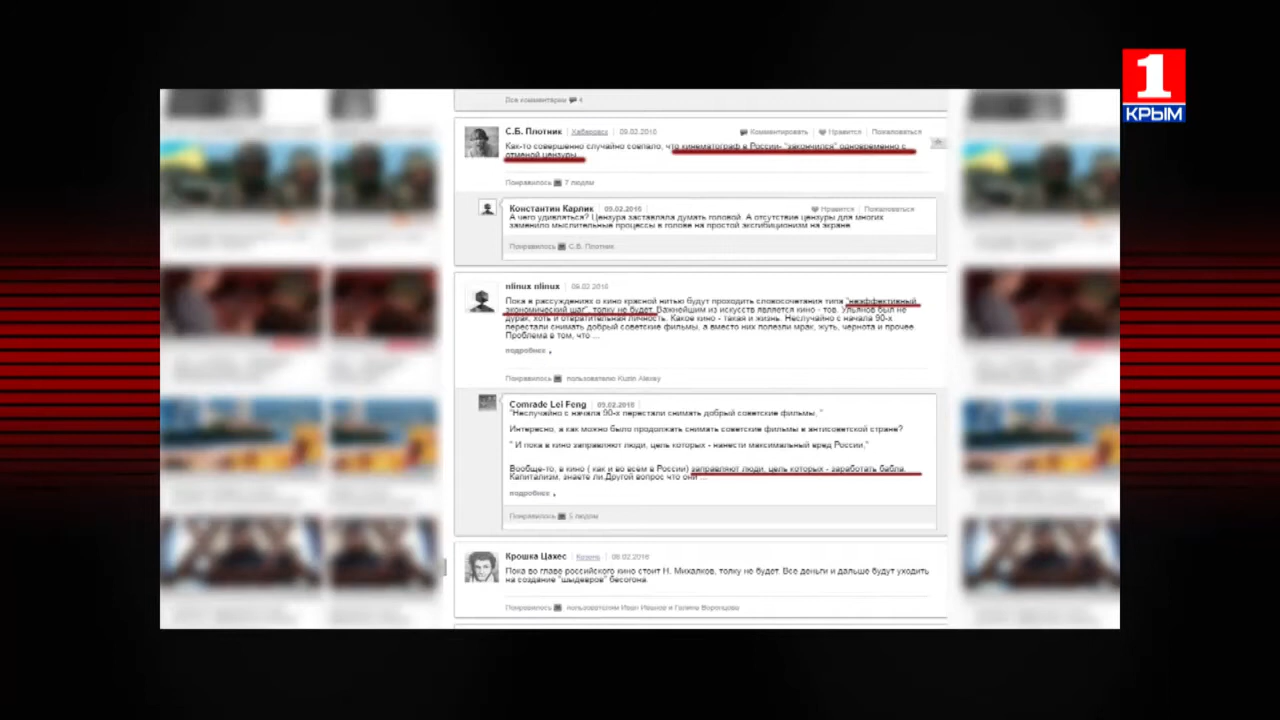 1
КРЫМ
Все комментарии 4
С.Б. Плотник Хабаровск 09.02.2016 Комментировать Нравится Пожаловаться
Как-то совершенно случайно совпало, что кинематограф в России- "закончился" одновременно с
отменой цензуры.
Понравилось 7 людям
Константин Карлик 09.02.2016 Нравится Пожаловаться
А чего удивляться? Цензура заставляла думать головой. А отсутствие цензуры для многих
заменило мыслительные процессы в голове на простой эксгибиционизм на экране
Понравилось С.Б. Плотник
nlinux nlinux 09.02.2016
Пока в рассуждениях о кино красной нитью будут проходить словосочетания типа "неэффективный
экономический шаг", толку не будет. Важнейшим из искусств является кино - тов. Ульянов был не
дурак, хоть и отвратительная личность. Какое кино - такая и жизнь. Неслучайно с начала 90-х
перестали снимать добрый советские фильмы, а вместо них полезли мрак, жуть, чернота и прочее.
Проблема в том, что ...
подробнее
Понравилось пользователю Kustin Alexey
Comrade Lei Feng 09.02.2016
"Неслучайно с начала 90-х перестали снимать добрый советские фильмы, "
Интересно, а как можно было продолжать снимать советские фильмы в антисоветской стране?
" И пока в кино заправляют люди, цель которых - нанести максимальный вред России,"
Вообще-то, в кино ( как и во всём в России) заправляют люди, цель которых - заработать бабла.
Капитализм, знаете ли.Другой вопрос что они ...
подробнее
Понравилось 5 людям
Крошка Цахес Казань 08.02.2016
Пока во главе российского кино стоит Н. Михалков, толку не будет. Все деньги и дальше будут уходить
на создание "шыдевров" бесогона.
Понравилось пользователям Иван Иванов и Галина Воронцова